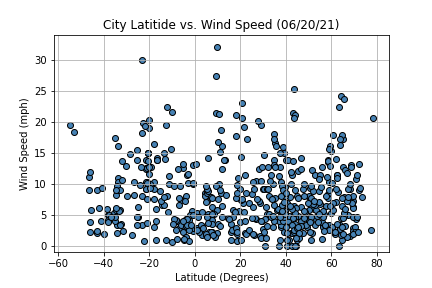 City Latitide vs. Wind Speed (06/20/21)
Wind Speed (mph)
30
25
20
15
10
5
0
−60 −40 −20 0 20 40 60 80
Latitude (Degrees)